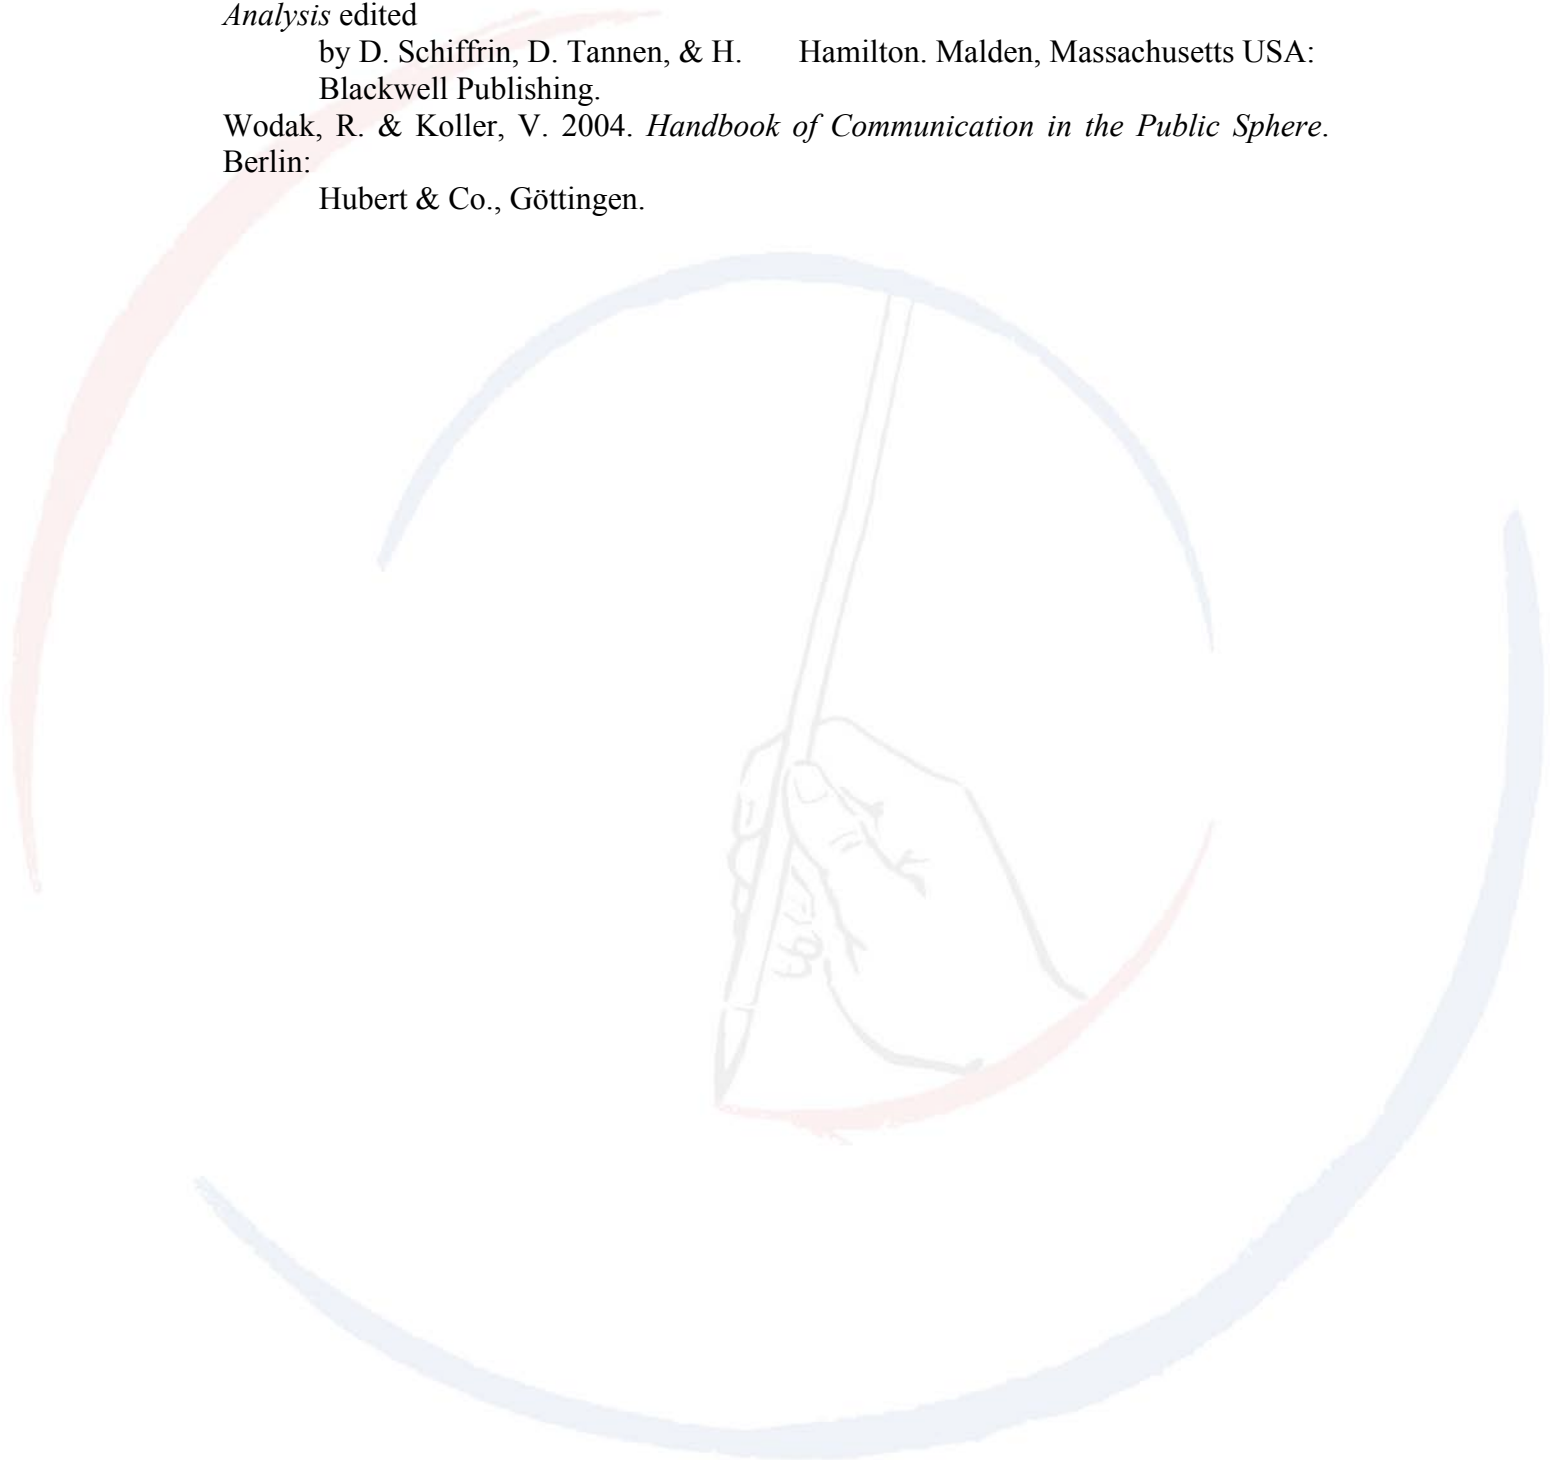 Analysis edited
by D. Schiffrin, D. Tannen, & H. Hamilton. Malden, Massachusetts USA:
Blackwell Publishing.
Wodak, R. & Koller, V. 2004. Handbook of Communication in the Public Sphere.
Berlin:
Hubert & Co., Göttingen.